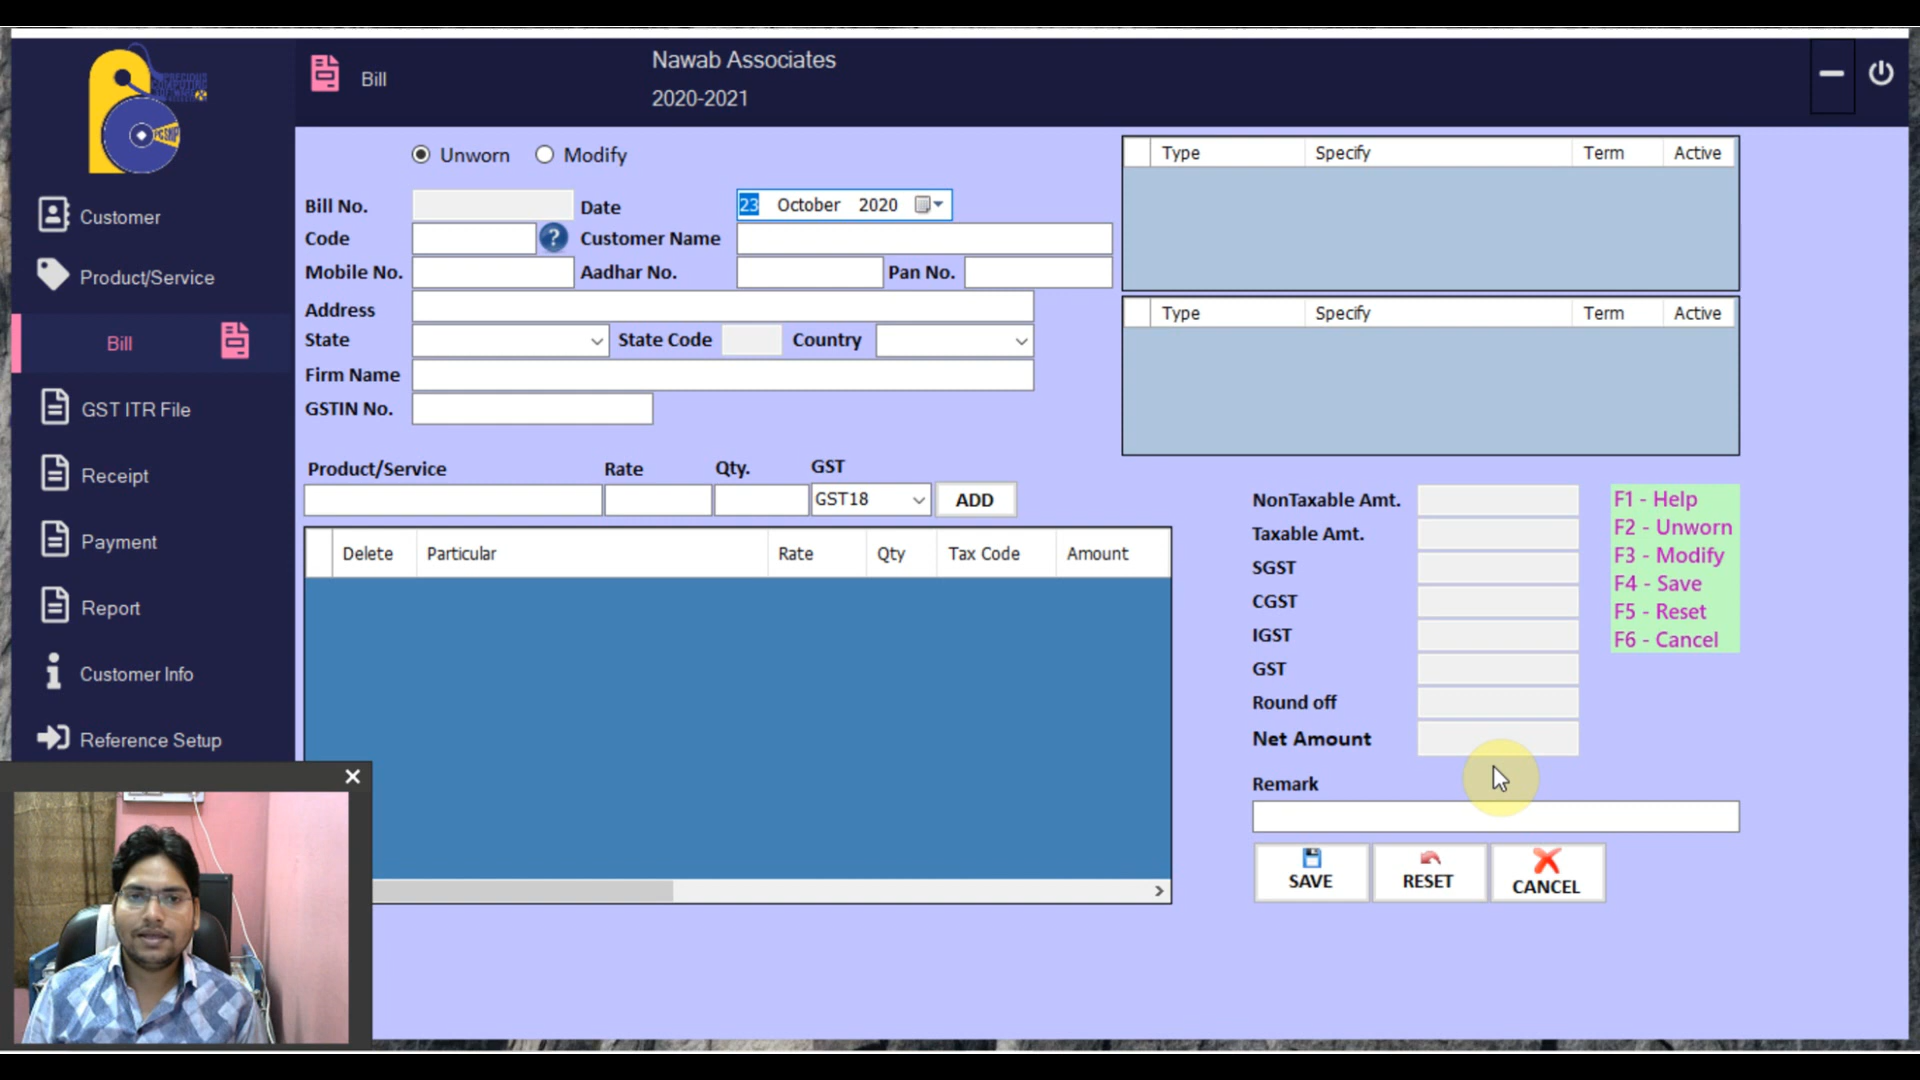 PRECIOUS
COMPUTING
SOFTWARE
PCSNIP
Bill
Nawab Associates
2020-2021
Customer
Product/Service
Bill
GST ITR File
Receipt
Payment
Report
Customer Info
Reference Setup
Unworn Modify
Bill No. Date 23 October 2020
Code ? Customer Name
Mobile No. Aadhar No. Pan No.
Address
State State Code Country
Firm Name
GSTIN No.
Type Specify Term Active
Type Specify Term Active
Product/Service Rate Qty. GST
GST18 ADD
Delete Particular Rate Qty Tax Code Amount
NonTaxable Amt.
Taxable Amt.
SGST
CGST
IGST
GST
Round off
Net Amount
F1 - Help
F2 - Unworn
F3 - Modify
F4 - Save
F5 - Reset
F6 - Cancel
Remark
SAVE RESET CANCEL